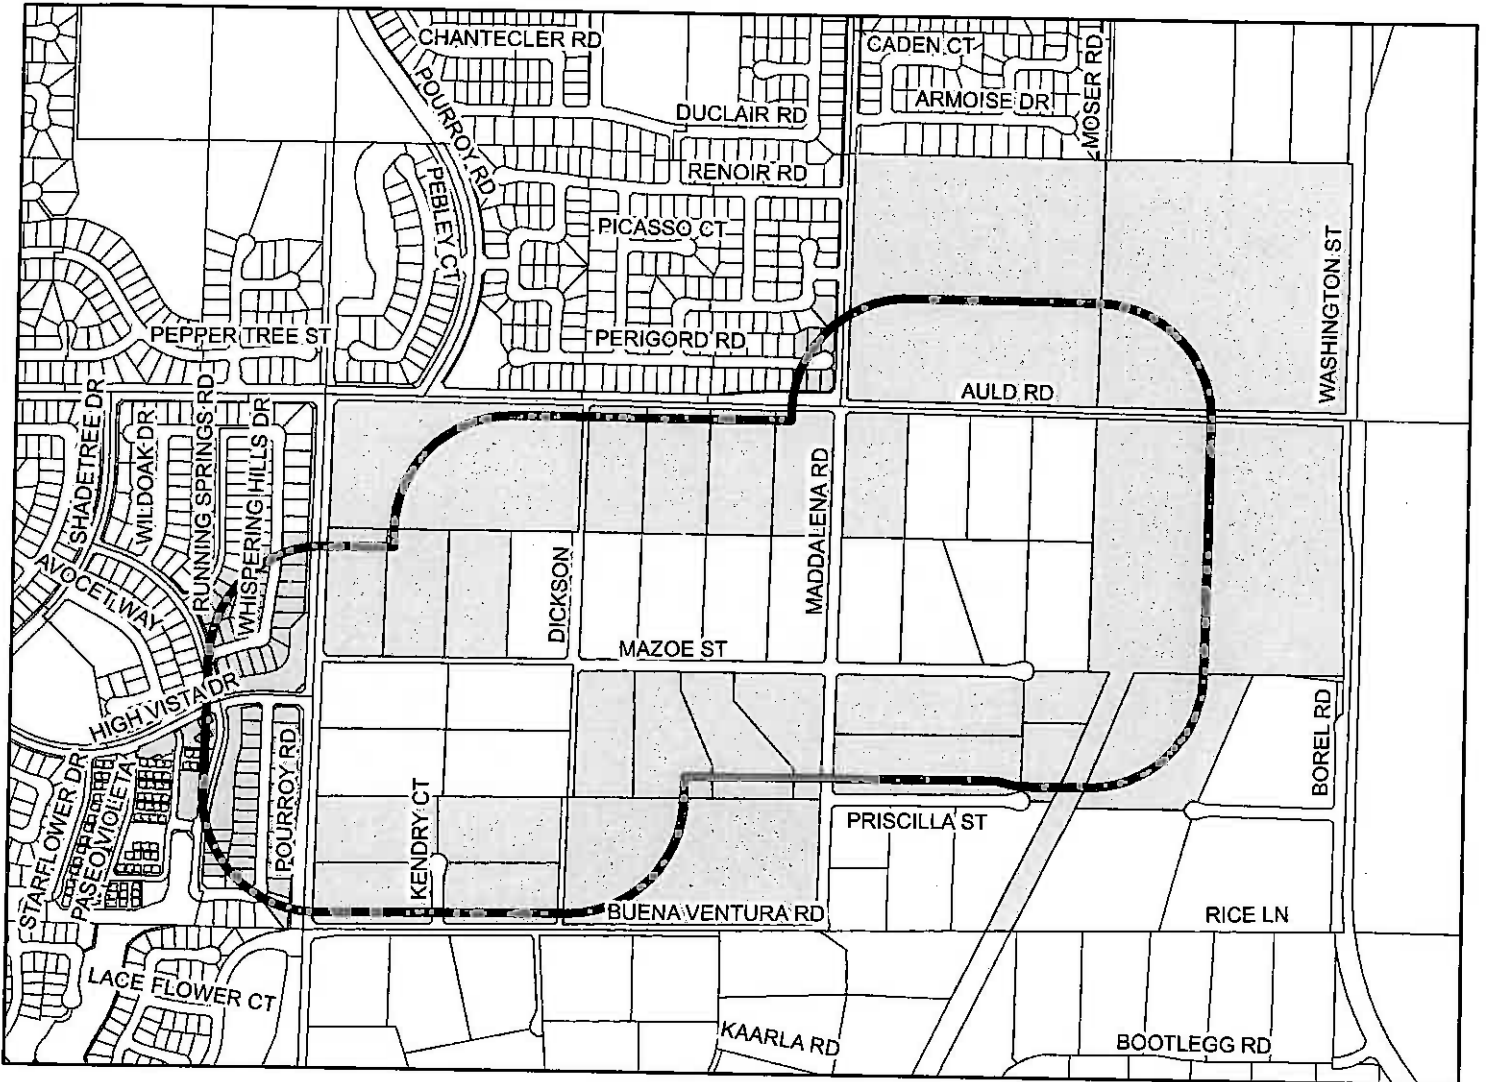 CHANTECLER RD
CADEN CT
MOSER RD
POURROY RD
DUCLAIR RD
ARMOISE DR
RENOIR RD
PEBLEY CT
PICASSO CT
WASHINGTON ST
PEPPER TREE ST
PERIGORD RD
AULD RD
SHADETREE DR
WILDOAK DR
RUNNING SPRINGS RD
WHISPERING HILLS DR
MADDALENA RD
AVOCET WAY
DICKSON
MAZOE ST
HIGH VISTA DR
BOREL RD
STARFLOWER DR
PASEO VIOLETA
POURROY RD
KENDRY CT
PRISCILLA ST
BUENA VENTURA RD
RICE LN
LACE FLOWER CT
KAARLA RD
BOOTLEGG RD